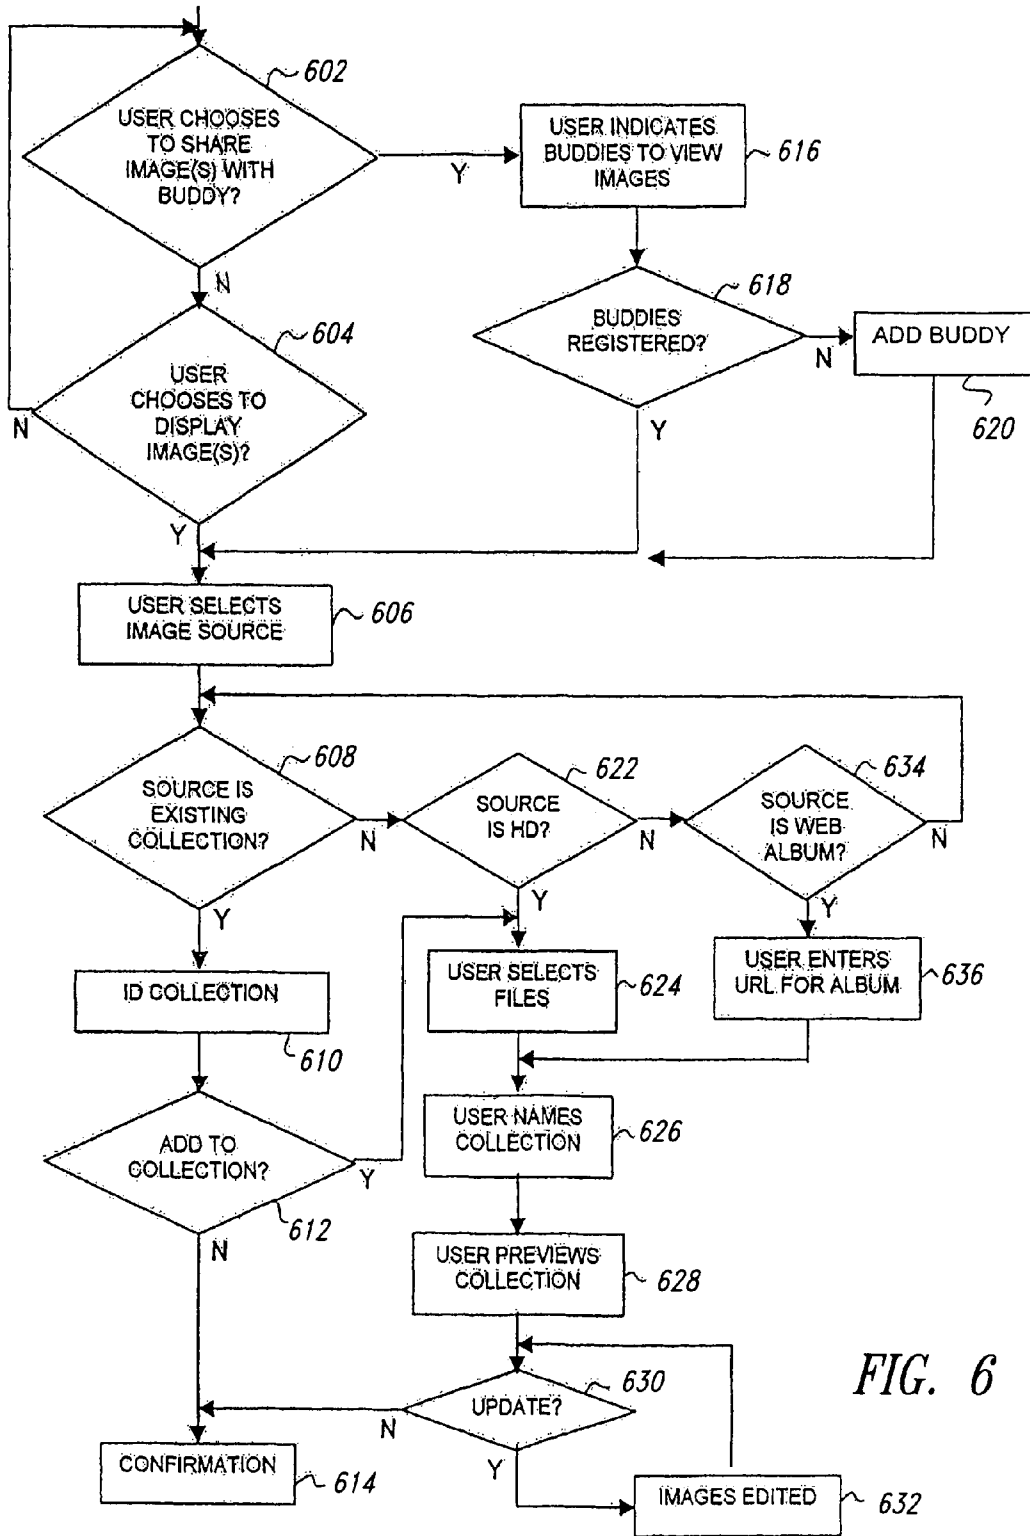 USER CHOOSES
TO SHARE
IMAGE(S) WITH
BUDDY?
602
Y
N
USER INDICATES
BUDDIES TO VIEW
IMAGES
616
BUDDIES
REGISTERED?
618
N
Y
ADD BUDDY
620
USER
CHOOSES TO
DISPLAY
IMAGE(S)?
604
N
Y
USER SELECTS
IMAGE SOURCE
606
SOURCE IS
EXISTING
COLLECTION?
608
N
Y
SOURCE
IS HD?
622
N
Y
SOURCE
IS WEB
ALBUM?
634
N
Y
ID COLLECTION
610
USER SELECTS
FILES
624
USER ENTERS
URL FOR ALBUM
636
ADD TO
COLLECTION?
612
Y
N
USER NAMES
COLLECTION
626
USER PREVIEWS
COLLECTION
628
UPDATE?
630
N
Y
CONFIRMATION
614
IMAGES EDITED
632
FIG. 6